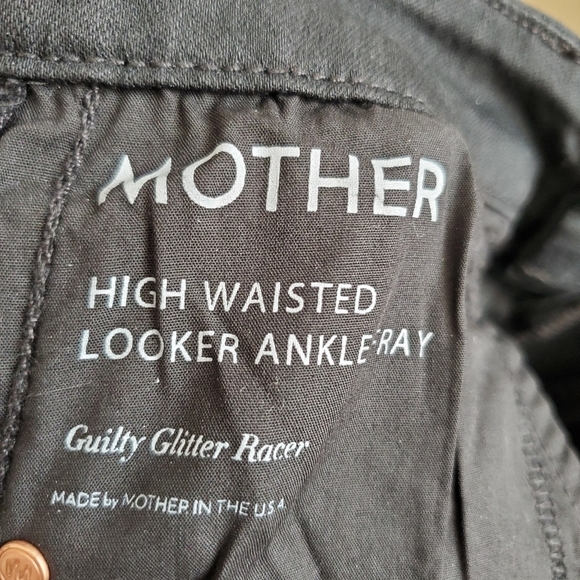 MOTHER
HIGH WAISTED
LOOKER ANKLE FRAY
Guilty Glitter Racer
MADE by MOTHER IN THE USA